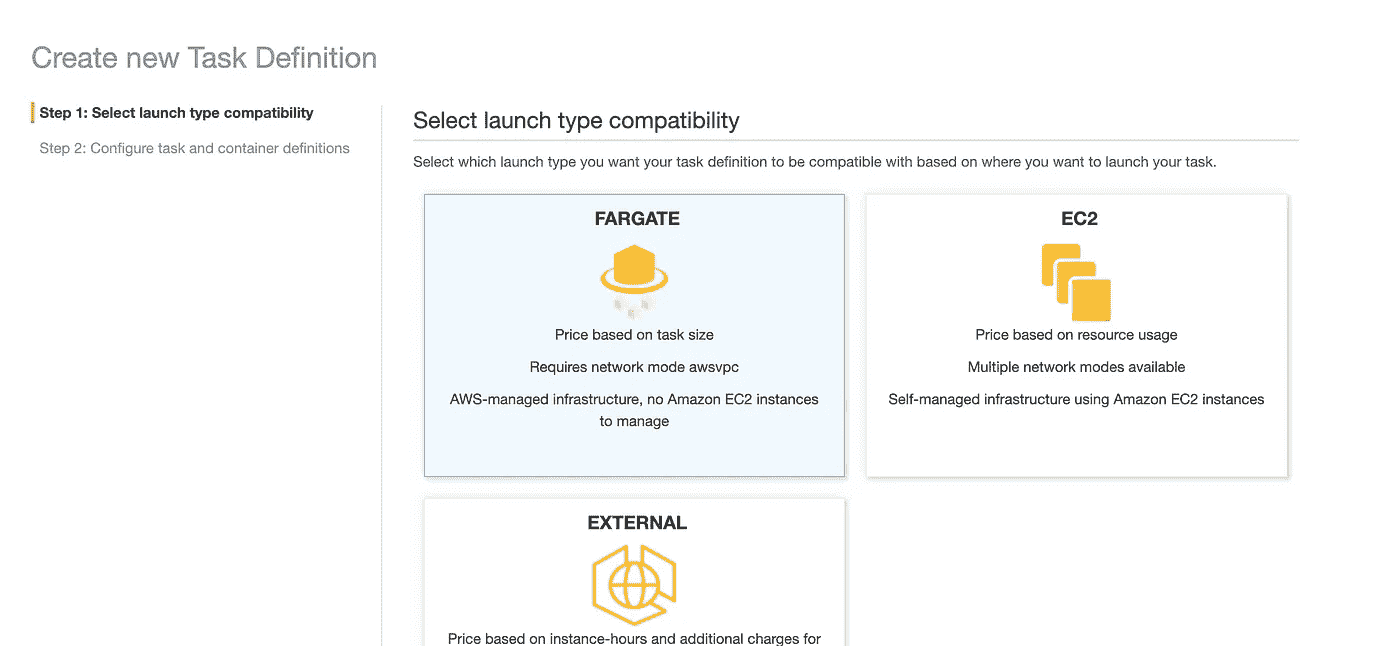 Create new Task Definition
Step 1: Select launch type compatibility
Step 2: Configure task and container definitions
Select launch type compatibility
Select which launch type you want your task definition to be compatible with based on where you want to launch your task.
FARGATE
Price based on task size
Requires network mode awsvpc
AWS-managed infrastructure, no Amazon EC2 instances
to manage
EC2
Price based on resource usage
Multiple network modes available
Self-managed infrastructure using Amazon EC2 instances
EXTERNAL
Price based on instance-hours and additional charges for